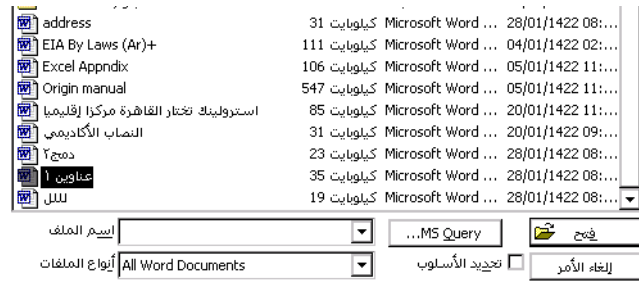 address 31 كيلوبايت Microsoft Word ... 28/01/1422 08:...
EIA By Laws (Ar)+ 111 كيلوبايت Microsoft Word ... 04/01/1422 02:...
Excel Appndix 106 كيلوبايت Microsoft Word ... 05/01/1422 11:...
Origin manual 547 كيلوبايت Microsoft Word ... 05/01/1422 11:...
استرولينك تختار القاهرة مركزا إقليميا 85 كيلوبايت Microsoft Word ... 20/01/1422 11:...
النصاب الأكاديمي 31 كيلوبايت Microsoft Word ... 20/01/1422 09:...
دمج٢ 23 كيلوبايت Microsoft Word ... 28/01/1422 08:...
عناوين ١ 35 كيلوبايت Microsoft Word ... 28/01/1422 08:...
للل 19 كيلوبايت Microsoft Word ... 28/01/1422 08:...
اسم الملف MS Query... فتح
أنواع الملفات All Word Documents تحديد الأسلوب إلغاء الأمر